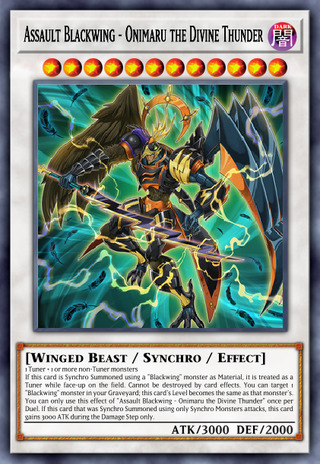 Assault Blackwing - Onimaru the Divine Thunder
DARK
闇
[Winged Beast / Synchro / Effect]
1 Tuner + 1 or more non-Tuner monsters
If this card is Synchro Summoned using a "Blackwing" monster as Material, it is treated as a
Tuner while face-up on the field. Cannot be destroyed by card effects. You can target 1
"Blackwing" monster in your Graveyard; this card's Level becomes the same as that monster's.
You can only use this effect of "Assault Blackwing - Onimaru the Divine Thunder" once per
Duel. If this card that was Synchro Summoned using only Synchro Monsters attacks, this card
gains 3000 ATK during the Damage Step only.
ATK/3000 DEF/2000